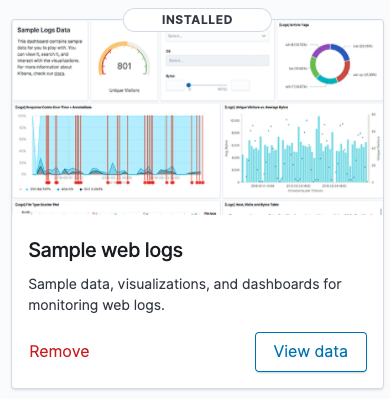 INSTALLED
Sample Logs Data
This dashboard contains sample
data for you to play with. You
can view it, search it, and
interact with the visualizations.
For more information about
Kibana, check our docs.
801
Unique Visitors
OS
Select...
Bytes
[Logs] Response Codes Over Time + Annotations
[Logs] Unique Visitors vs. Average Bytes
[Logs] File Type Scatter Plot
[Logs] Host, Visits and Bytes Table
Sample web logs
Sample data, visualizations, and dashboards for
monitoring web logs.
Remove
View data